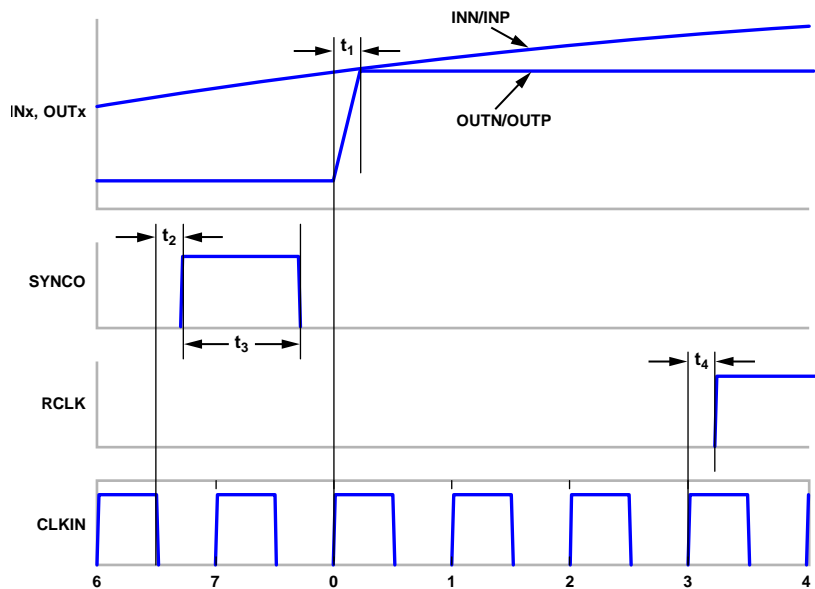 INN/INP
t1
INx, OUTx
OUTN/OUTP
t2
SYNCO
t3
t4
RCLK
CLKIN
6 7 0 1 2 3 4